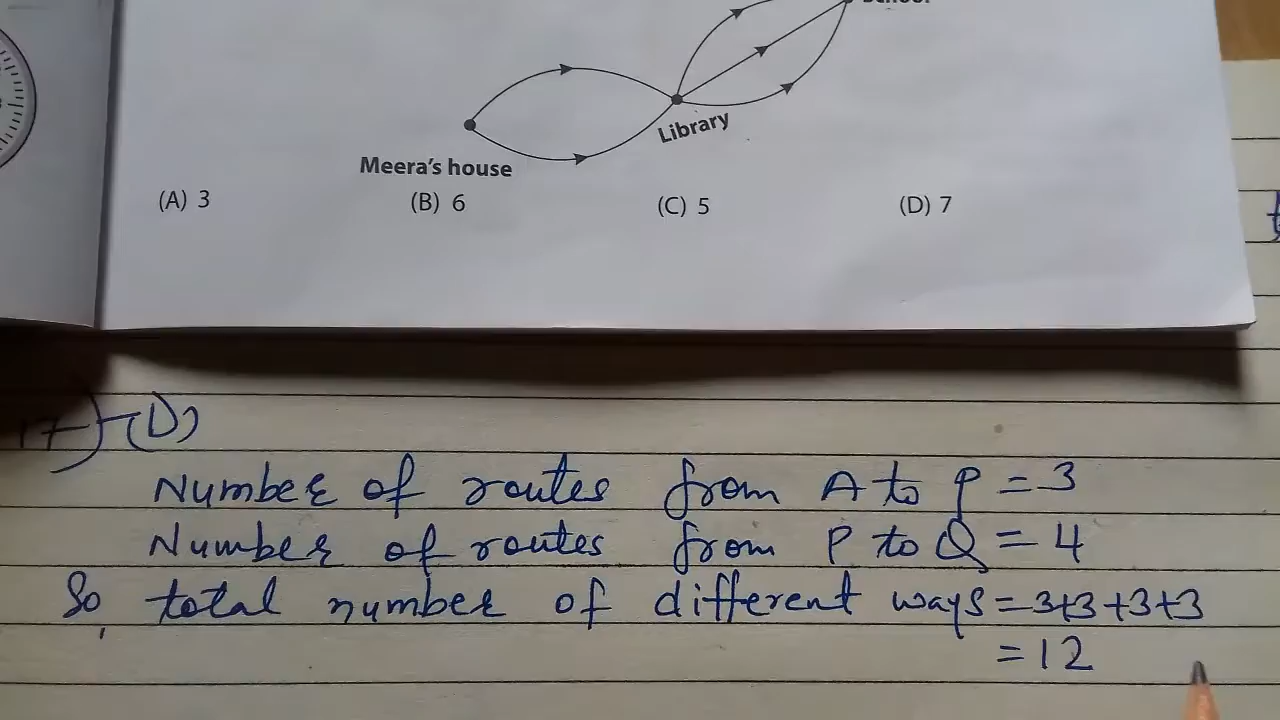 Library
Meera's house
(A) 3 (B) 6 (C) 5 (D) 7
17) (D)
Number of routes from A to P = 3
Number of routes from P to Q = 4
So, total number of different ways = 3+3+3+3
= 12